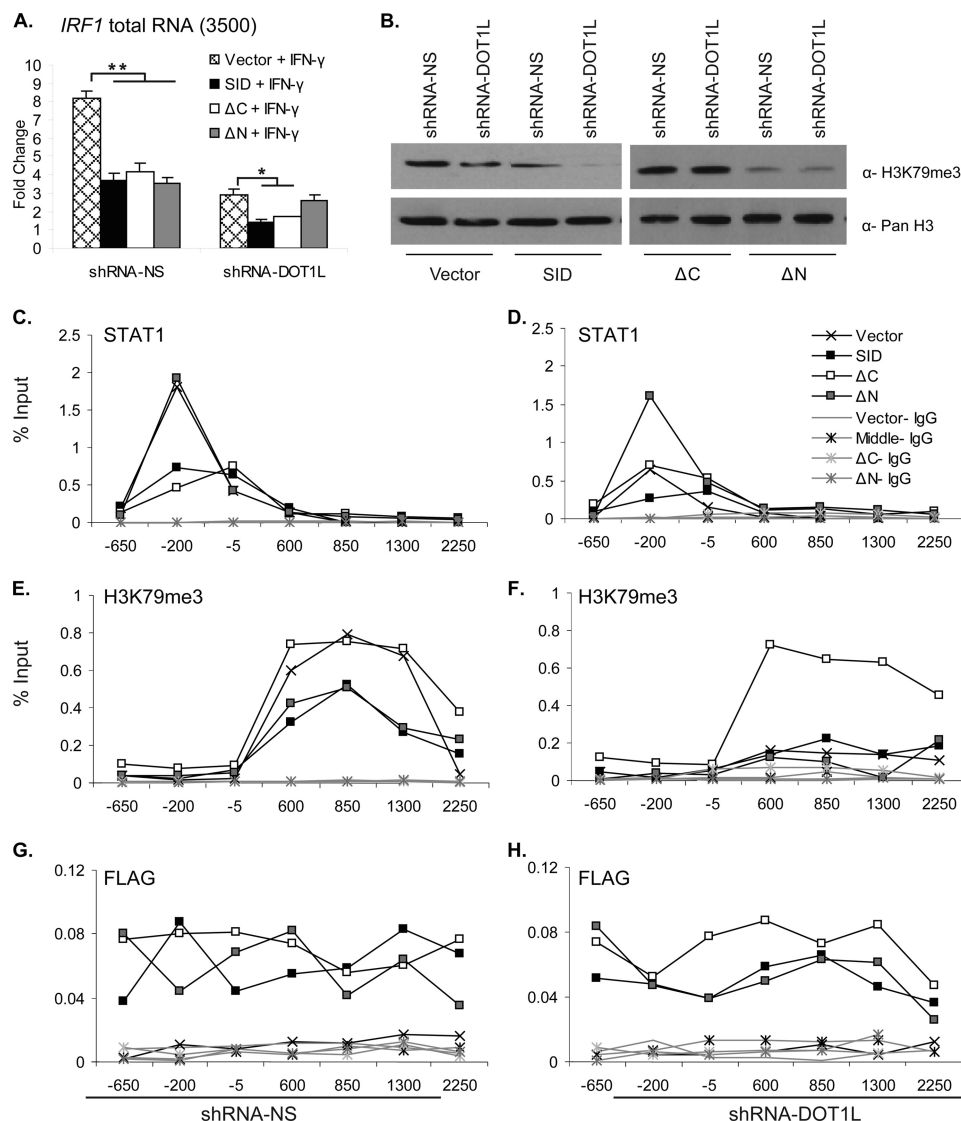 A.
IRF1 total RNA (3500)
Fold Change
10
9
8
7
6
5
4
3
2
1
0
**
*
Vector + IFN-γ
SID + IFN-γ
ΔC + IFN-γ
ΔN + IFN-γ
shRNA-NS
shRNA-DOT1L
B.
shRNA-NS
shRNA-DOT1L
shRNA-NS
shRNA-DOT1L
shRNA-NS
shRNA-DOT1L
shRNA-NS
shRNA-DOT1L
α- H3K79me3
α- Pan H3
Vector
SID
ΔC
ΔN
C.
STAT1
% Input
2.5
2
1.5
1
0.5
0
-650 -200 -5 600 850 1300 2250
D.
STAT1
2.5
2
1.5
1
0.5
0
-650 -200 -5 600 850 1300 2250
Vector
SID
ΔC
ΔN
Vector- IgG
Middle- IgG
ΔC- IgG
ΔN- IgG
E.
H3K79me3
% Input
1
0.8
0.6
0.4
0.2
0
-650 -200 -5 600 850 1300 2250
F.
H3K79me3
1
0.8
0.6
0.4
0.2
0
-650 -200 -5 600 850 1300 2250
G.
FLAG
0.12
0.08
0.04
0
-650 -200 -5 600 850 1300 2250
shRNA-NS
H.
FLAG
0.12
0.08
0.04
0
-650 -200 -5 600 850 1300 2250
shRNA-DOT1L